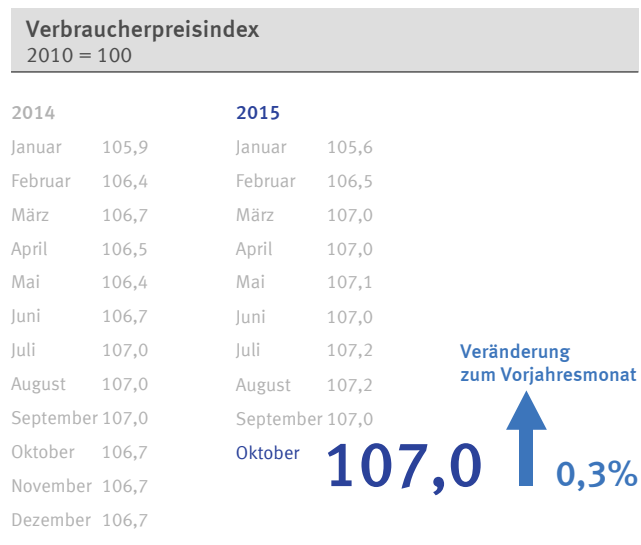 Verbraucherpreisindex
2010 = 100
2014
Januar 105,9
Februar 106,4
März 106,7
April 106,5
Mai 106,4
Juni 106,7
Juli 107,0
August 107,0
September 107,0
Oktober 106,7
November 106,7
Dezember 106,7
2015
Januar 105,6
Februar 106,5
März 107,0
April 107,0
Mai 107,1
Juni 107,0
Juli 107,2
August 107,2
September 107,0
Oktober 107,0
Veränderung
zum Vorjahresmonat
0,3%